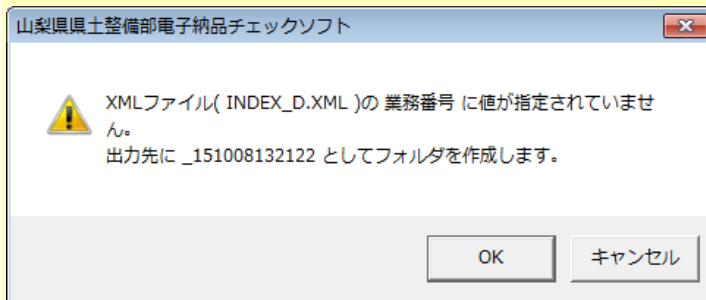 山梨県県土整備部電子納品チェックソフト
XMLファイル( INDEX_D.XML )の 業務番号 に値が指定されていませ
ん。
出力先に _151008132122 としてフォルダを作成します。
OK
キャンセル